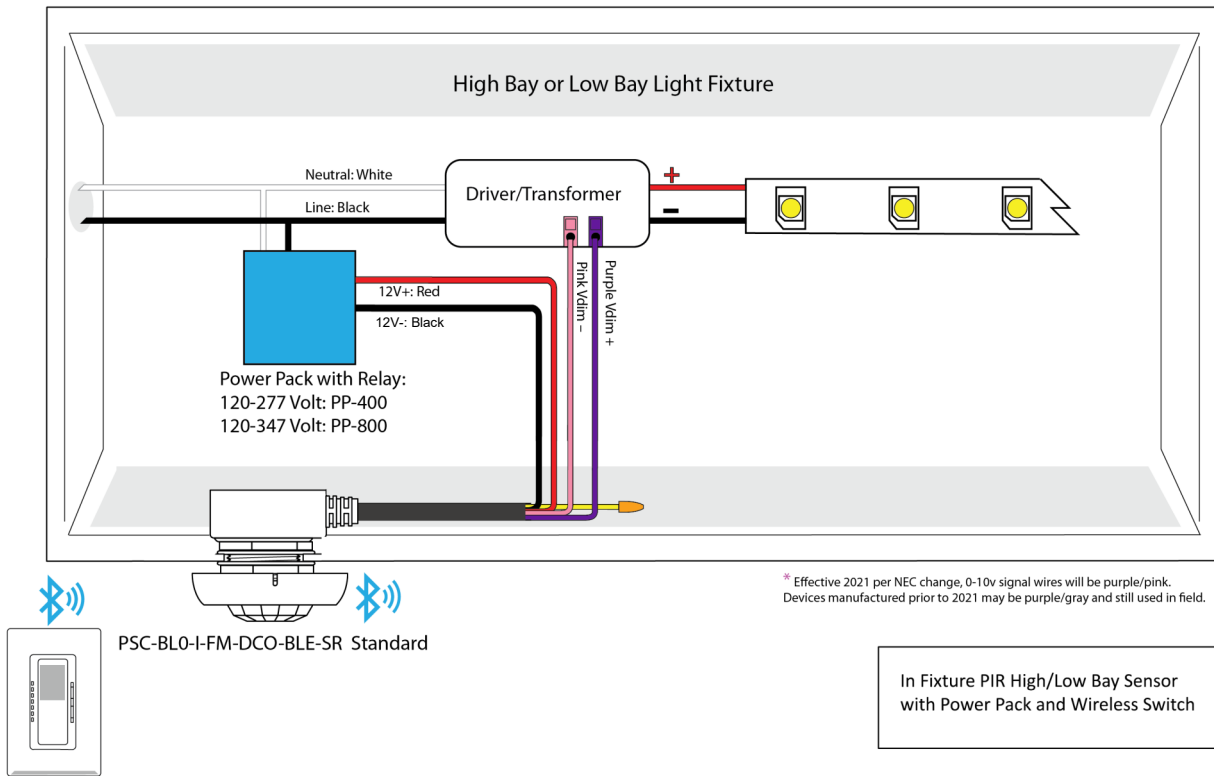 High Bay or Low Bay Light Fixture
Neutral: White
Driver/Transformer
+
Line: Black
–
Pink Vdim –
Purple Vdim +
12V+: Red
12V-: Black
Power Pack with Relay:
120-277 Volt: PP-400
120-347 Volt: PP-800
* Effective 2021 per NEC change, 0-10v signal wires will be purple/pink.
Devices manufactured prior to 2021 may be purple/gray and still used in field.
PSC-BL0-I-FM-DCO-BLE-SR Standard
In Fixture PIR High/Low Bay Sensor
with Power Pack and Wireless Switch